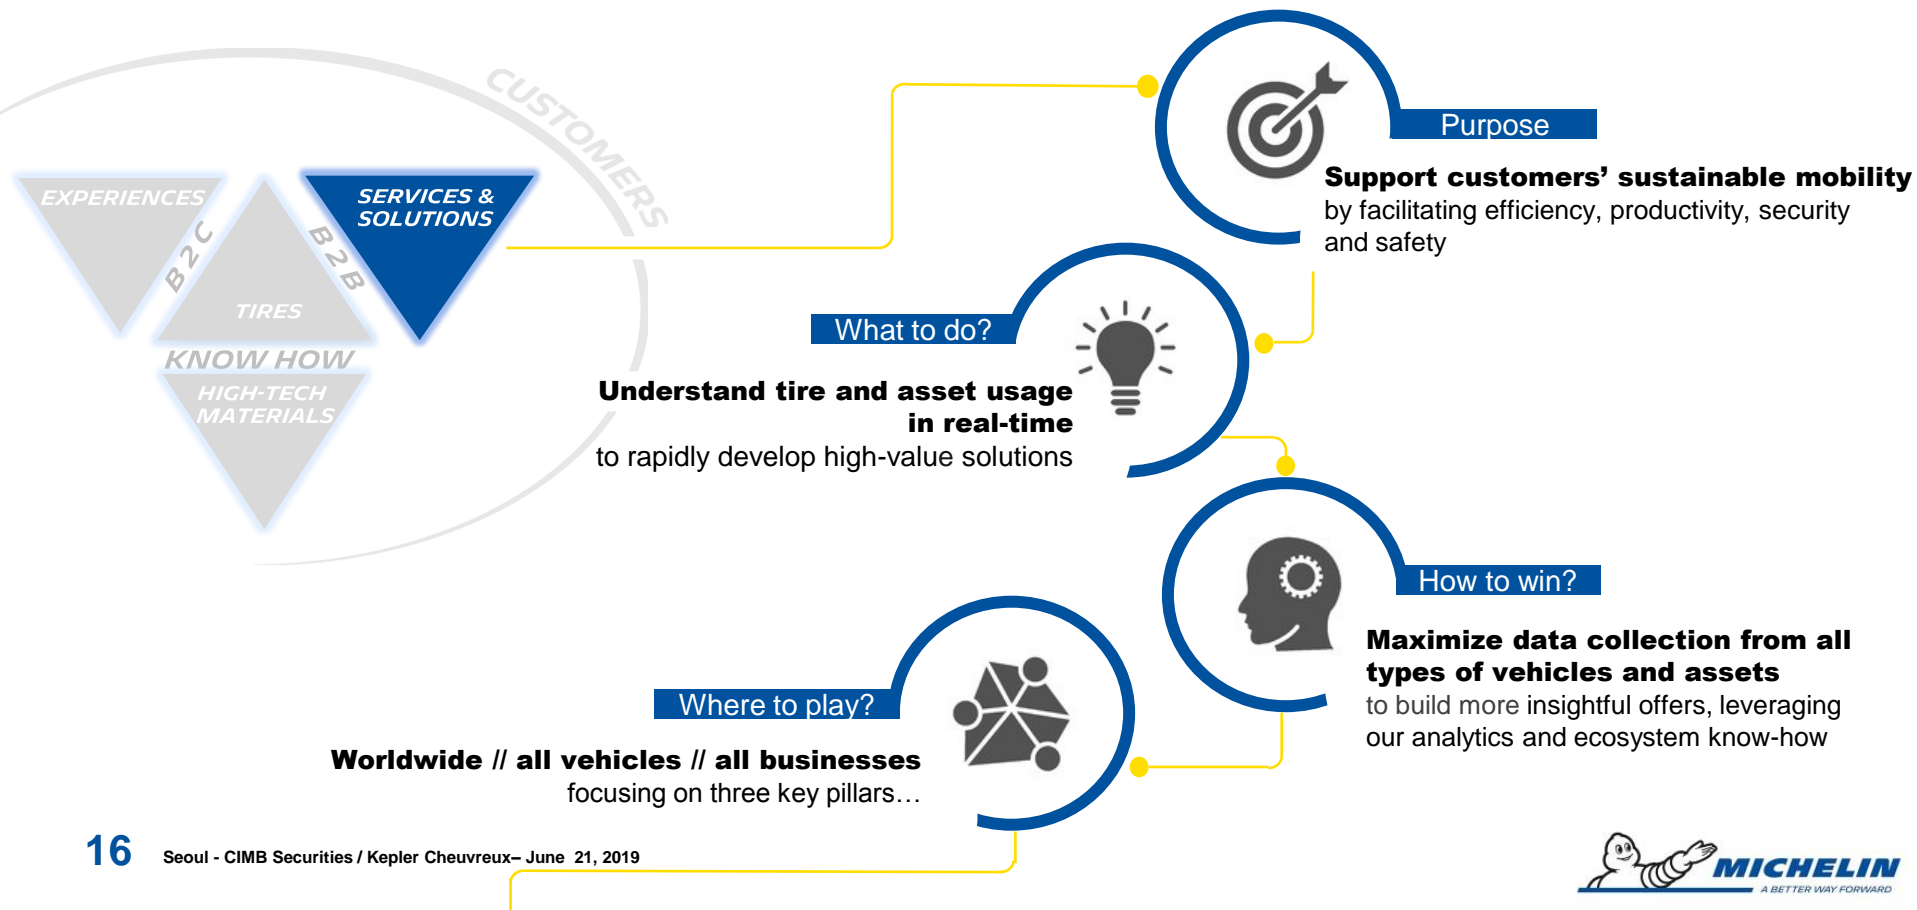 CUSTOMERS
EXPERIENCES
B2C
TIRES
B2B
SERVICES &
SOLUTIONS
KNOW HOW
HIGH-TECH
MATERIALS
Purpose
Support customers’ sustainable mobility
by facilitating efficiency, productivity, security
and safety
What to do?
Understand tire and asset usage
in real-time
to rapidly develop high-value solutions
How to win?
Maximize data collection from all
types of vehicles and assets
to build more insightful offers, leveraging
our analytics and ecosystem know-how
Where to play?
Worldwide // all vehicles // all businesses
focusing on three key pillars…
16
Seoul - CIMB Securities / Kepler Cheuvreux– June 21, 2019
MICHELIN
A BETTER WAY FORWARD